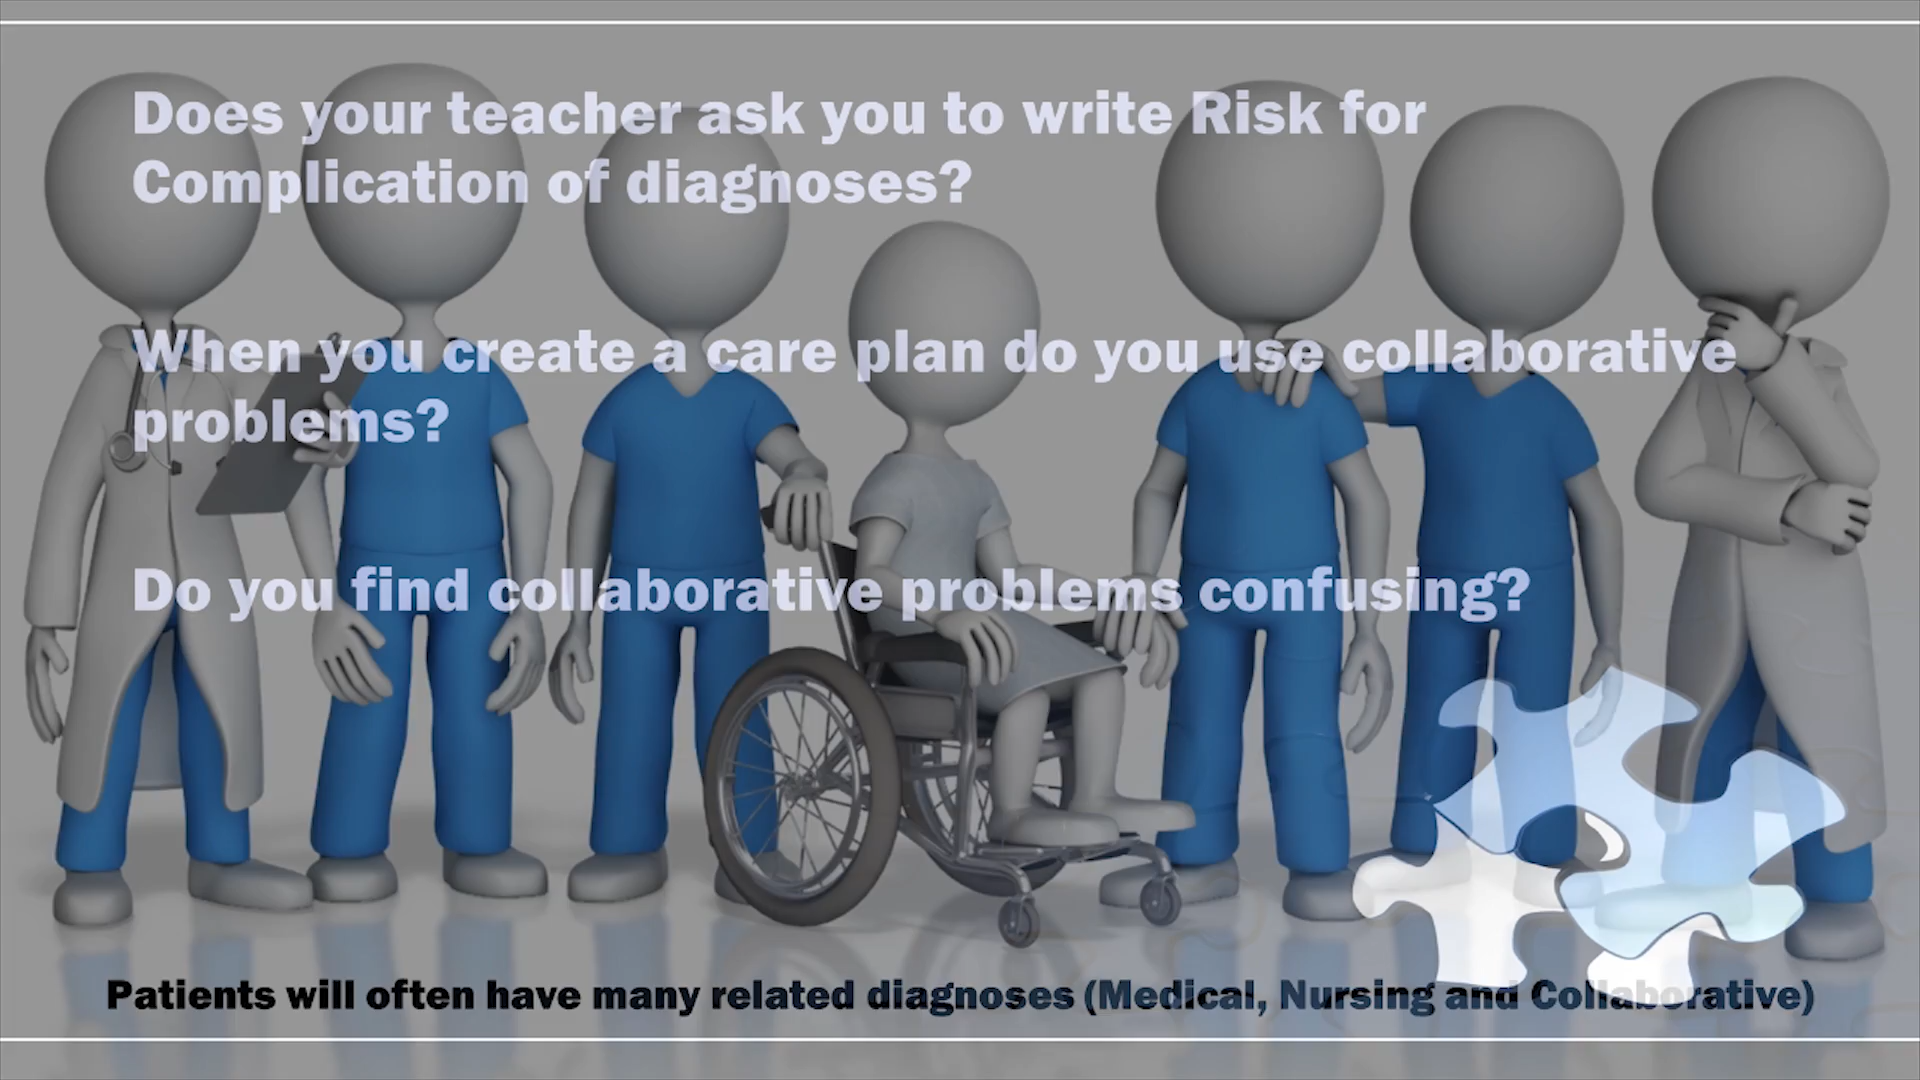 Does your teacher ask you to write Risk for
Complication of diagnoses?
When you create a care plan do you use collaborative
problems?
Do you find collaborative problems confusing?
Patients will often have many related diagnoses (Medical, Nursing and Collaborative)